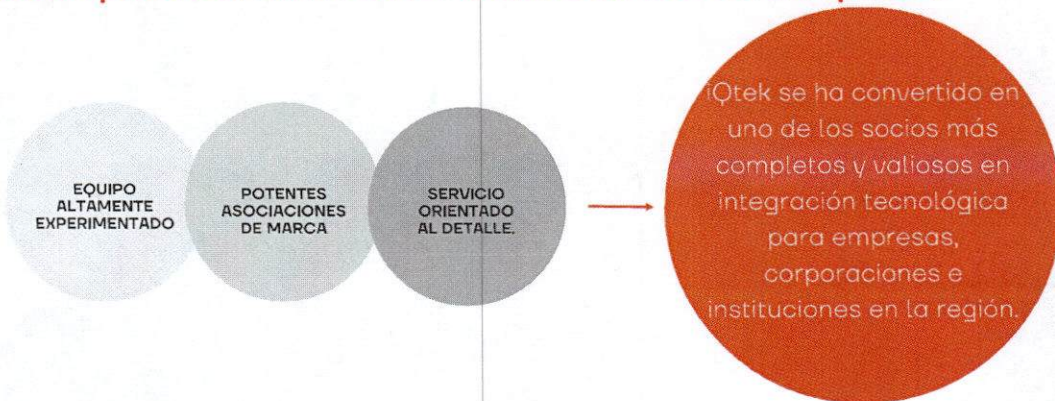 EQUIPO
ALTAMENTE
EXPERIMENTADO
POTENTES
ASOCIACIONES
DE MARCA
SERVICIO
ORIENTADO
AL DETALLE.
iQtek se ha convertido en
uno de los socios más
completos y valiosos en
integración tecnológica
para empresas,
corporaciones e
instituciones en la región.